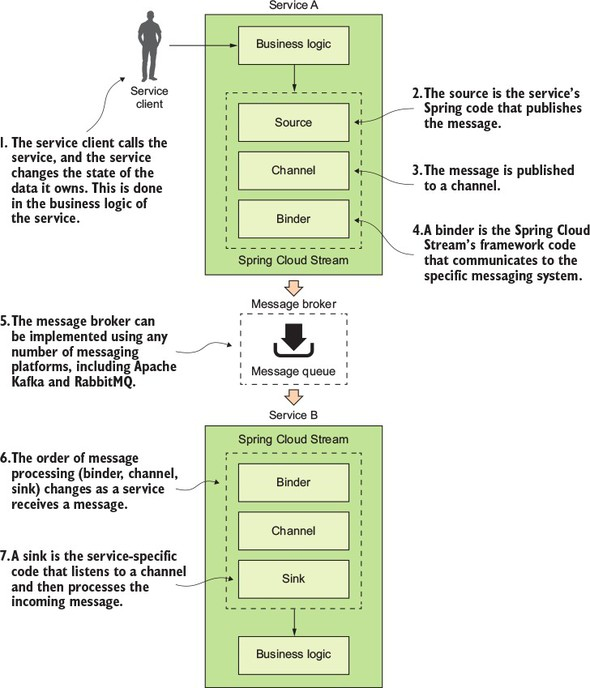 Service A
Business logic
Service
client
1. The service client calls the
service, and the service
changes the state of the
data it owns. This is done
in the business logic of
the service.
Source
2. The source is the service's
Spring code that publishes
the message.
Channel
3. The message is published
to a channel.
Binder
4. A binder is the Spring Cloud
Stream's framework code
that communicates to the
specific messaging system.
Spring Cloud Stream
Message broker
5. The message broker can
be implemented using any
number of messaging
platforms, including Apache
Kafka and RabbitMQ.
Message queue
Service B
Spring Cloud Stream
6. The order of message
processing (binder, channel,
sink) changes as a service
receives a message.
Binder
Channel
7. A sink is the service-specific
code that listens to a channel
and then processes the
incoming message.
Sink
Business logic